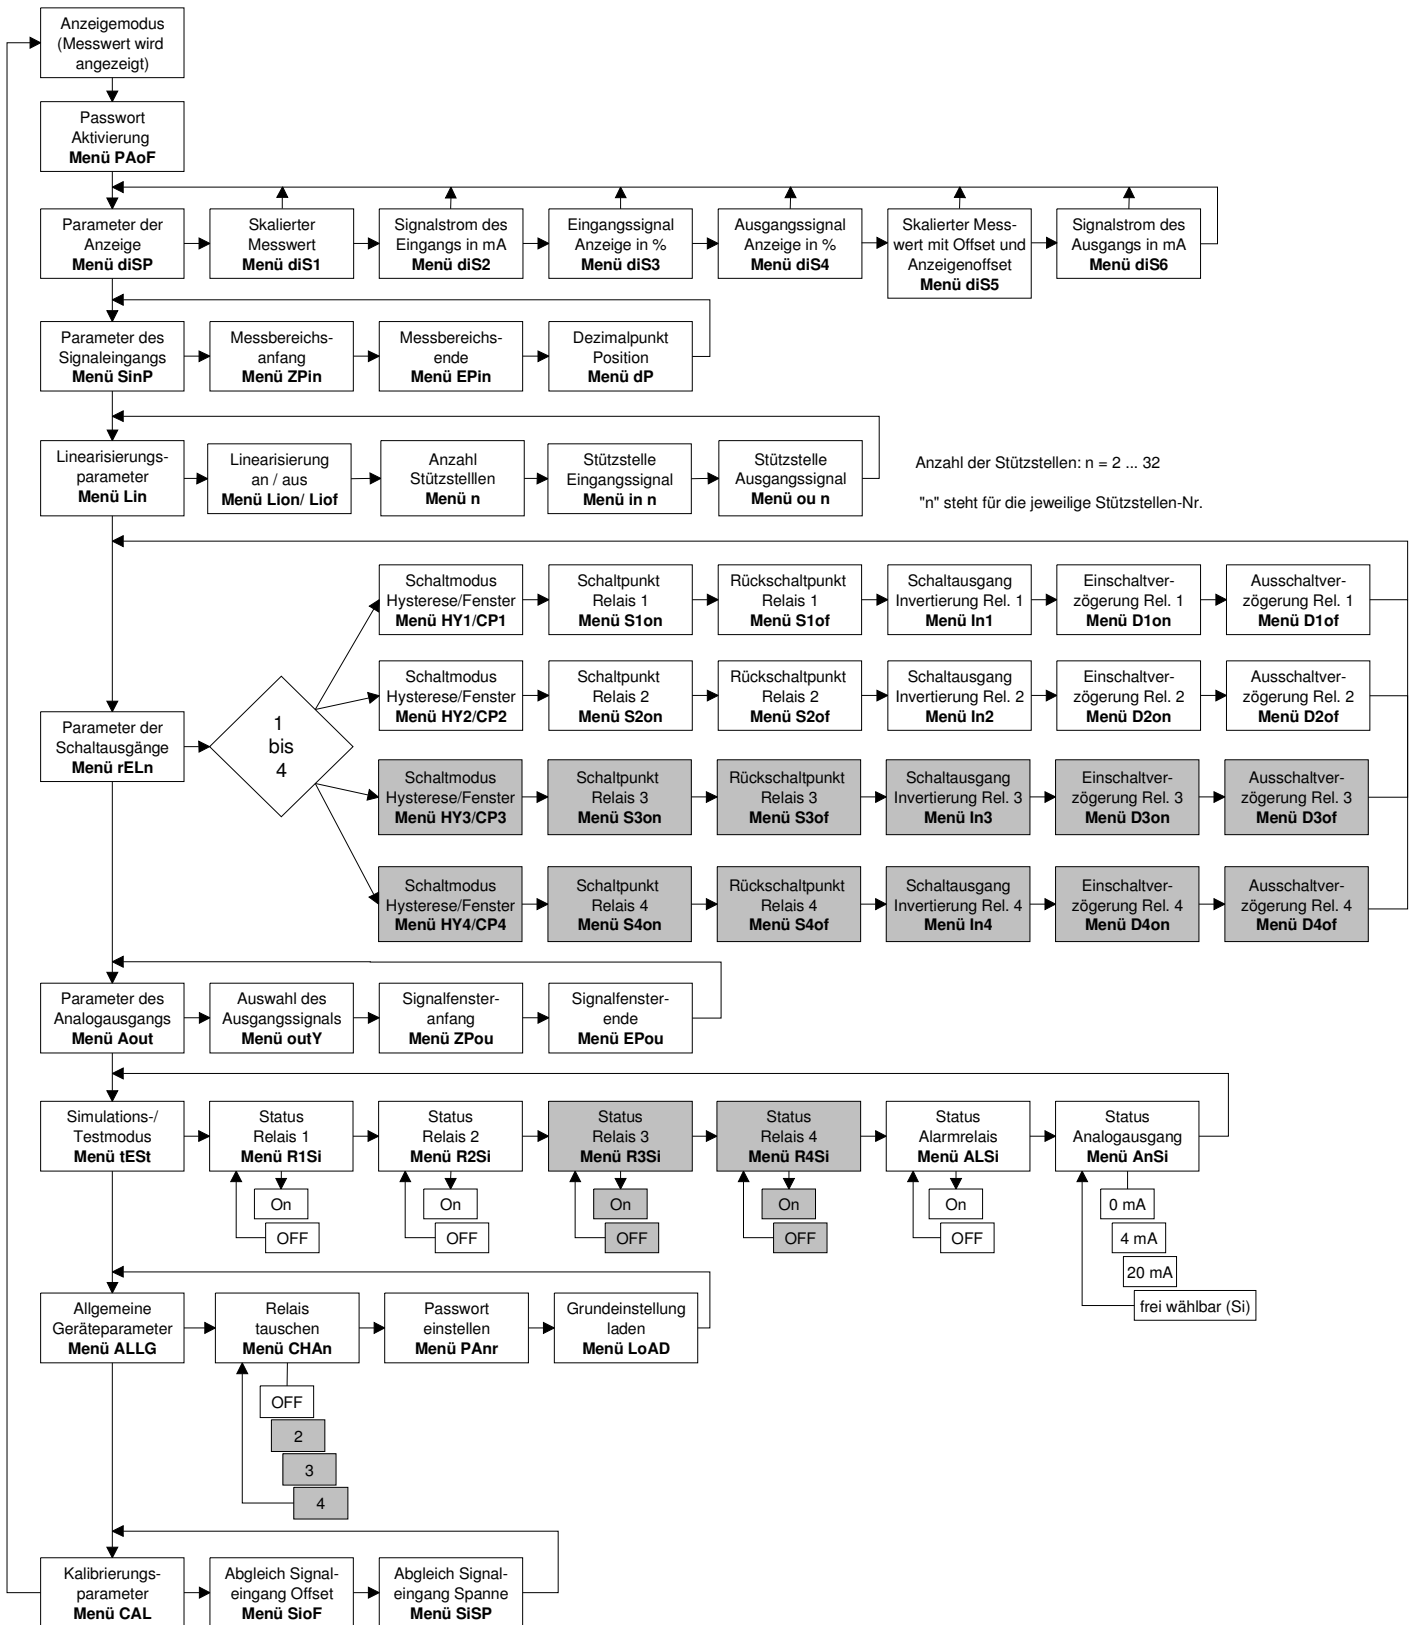 Anzeigemodus
(Messwert wird
angezeigt)
Passwort
Aktivierung
Menü PAoF
Parameter der
Anzeige
Menü diSP
Skalierter
Messwert
Menü diS1
Signalstrom des
Eingangs in mA
Menü diS2
Eingangssignal
Anzeige in %
Menü diS3
Ausgangssignal
Anzeige in %
Menü diS4
Skalierter Mess-
wert mit Offset und
Anzeigenoffset
Menü diS5
Signalstrom des
Ausgangs in mA
Menü diS6
Parameter des
Signaleingangs
Menü SinP
Messbereichs-
anfang
Menü ZPin
Messbereichs-
ende
Menü EPin
Dezimalpunkt
Position
Menü dP
Linearisierungs-
parameter
Menü Lin
Linearisierung
an / aus
Menü Lion/ Liof
Anzahl
Stützstelllen
Menü n
Stützstelle
Eingangssignal
Menü in n
Stützstelle
Ausgangssignal
Menü ou n
Anzahl der Stützstellen: n = 2 ... 32
"n" steht für die jeweilige Stützstellen-Nr.
Parameter der
Schaltausgänge
Menü rELn
1
bis
4
Schaltmodus
Hysterese/Fenster
Menü HY1/CP1
Schaltpunkt
Relais 1
Menü S1on
Rückschaltpunkt
Relais 1
Menü S1of
Schaltausgang
Invertierung Rel. 1
Menü In1
Einschaltver-
zögerung Rel. 1
Menü D1on
Ausschaltver-
zögerung Rel. 1
Menü D1of
Schaltmodus
Hysterese/Fenster
Menü HY2/CP2
Schaltpunkt
Relais 2
Menü S2on
Rückschaltpunkt
Relais 2
Menü S2of
Schaltausgang
Invertierung Rel. 2
Menü In2
Einschaltver-
zögerung Rel. 2
Menü D2on
Ausschaltver-
zögerung Rel. 2
Menü D2of
Schaltmodus
Hysterese/Fenster
Menü HY3/CP3
Schaltpunkt
Relais 3
Menü S3on
Rückschaltpunkt
Relais 3
Menü S3of
Schaltausgang
Invertierung Rel. 3
Menü In3
Einschaltver-
zögerung Rel. 3
Menü D3on
Ausschaltver-
zögerung Rel. 3
Menü D3of
Schaltmodus
Hysterese/Fenster
Menü HY4/CP4
Schaltpunkt
Relais 4
Menü S4on
Rückschaltpunkt
Relais 4
Menü S4of
Schaltausgang
Invertierung Rel. 4
Menü In4
Einschaltver-
zögerung Rel. 4
Menü D4on
Ausschaltver-
zögerung Rel. 4
Menü D4of
Parameter des
Analogausgangs
Menü Aout
Auswahl des
Ausgangssignals
Menü outY
Signalfenster-
anfang
Menü ZPou
Signalfenster-
ende
Menü EPou
Simulations-/
Testmodus
Menü tESt
Status
Relais 1
Menü R1Si
On
OFF
Status
Relais 2
Menü R2Si
On
OFF
Status
Relais 3
Menü R3Si
On
OFF
Status
Relais 4
Menü R4Si
On
OFF
Status
Alarmrelais
Menü ALSi
On
OFF
Status
Analogausgang
Menü AnSi
0 mA
4 mA
20 mA
frei wählbar (Si)
Allgemeine
Geräteparameter
Menü ALLG
Relais
tauschen
Menü CHAn
OFF
2
3
4
Passwort
einstellen
Menü PAnr
Grundeinstellung
laden
Menü LoAD
Kalibrierungs-
parameter
Menü CAL
Abgleich Signal-
eingang Offset
Menü SioF
Abgleich Signal-
eingang Spanne
Menü SiSP